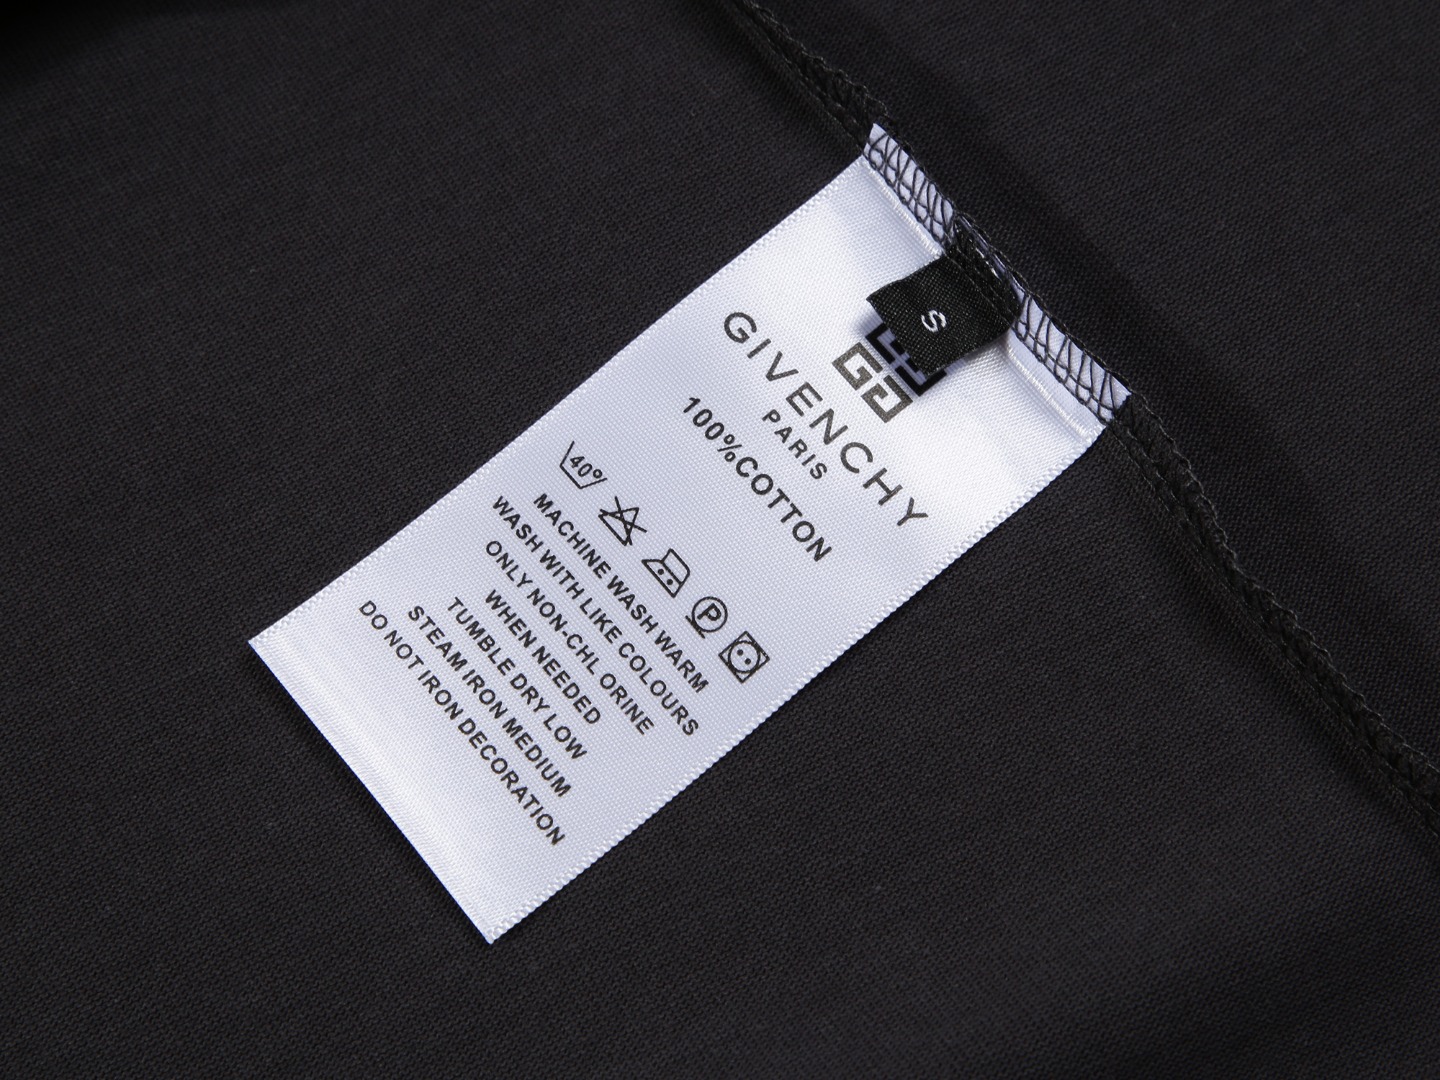 S
GIVENCHY
PARIS
100%COTTON
40°
P
MACHINE WASH WARM
WASH WITH LIKE COLOURS
ONLY NON-CHL ORINE
WHEN NEEDED
TUMBLE DRY LOW
STEAM IRON MEDIUM
DO NOT IRON DECORATION